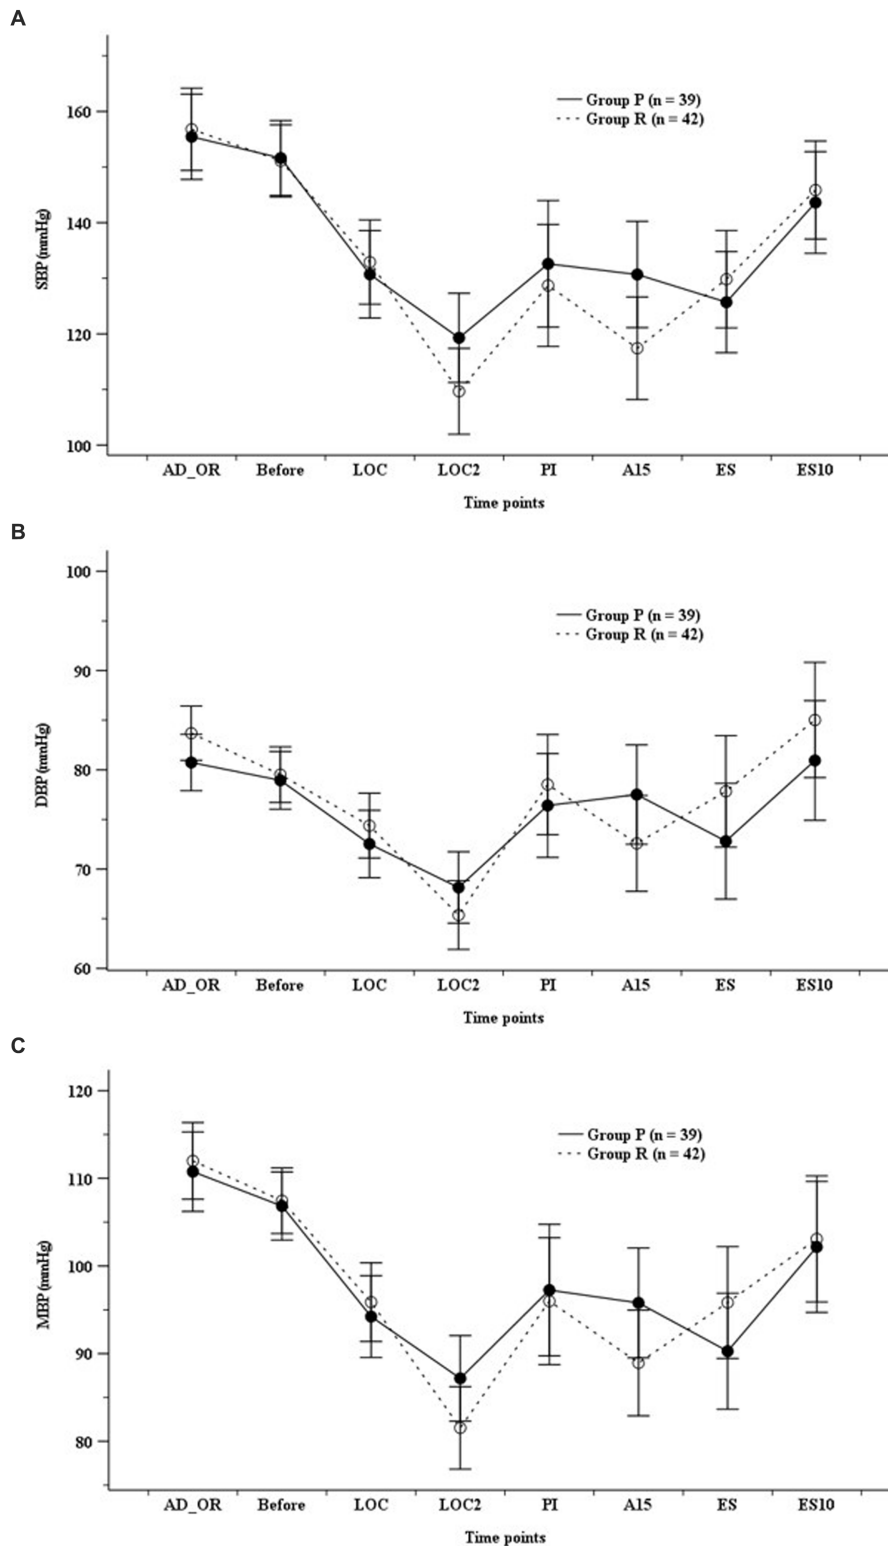 A
160
140
120
100
SBP (mmHg)
Group P (n = 39)
Group R (n = 42)
AD_OR Before LOC LOC2 PI A15 ES ES10
Time points
B
100
90
80
70
60
DBP (mmHg)
Group P (n = 39)
Group R (n = 42)
AD_OR Before LOC LOC2 PI A15 ES ES10
Time points
C
120
110
100
90
80
MBP (mmHg)
Group P (n = 39)
Group R (n = 42)
AD_OR Before LOC LOC2 PI A15 ES ES10
Time points